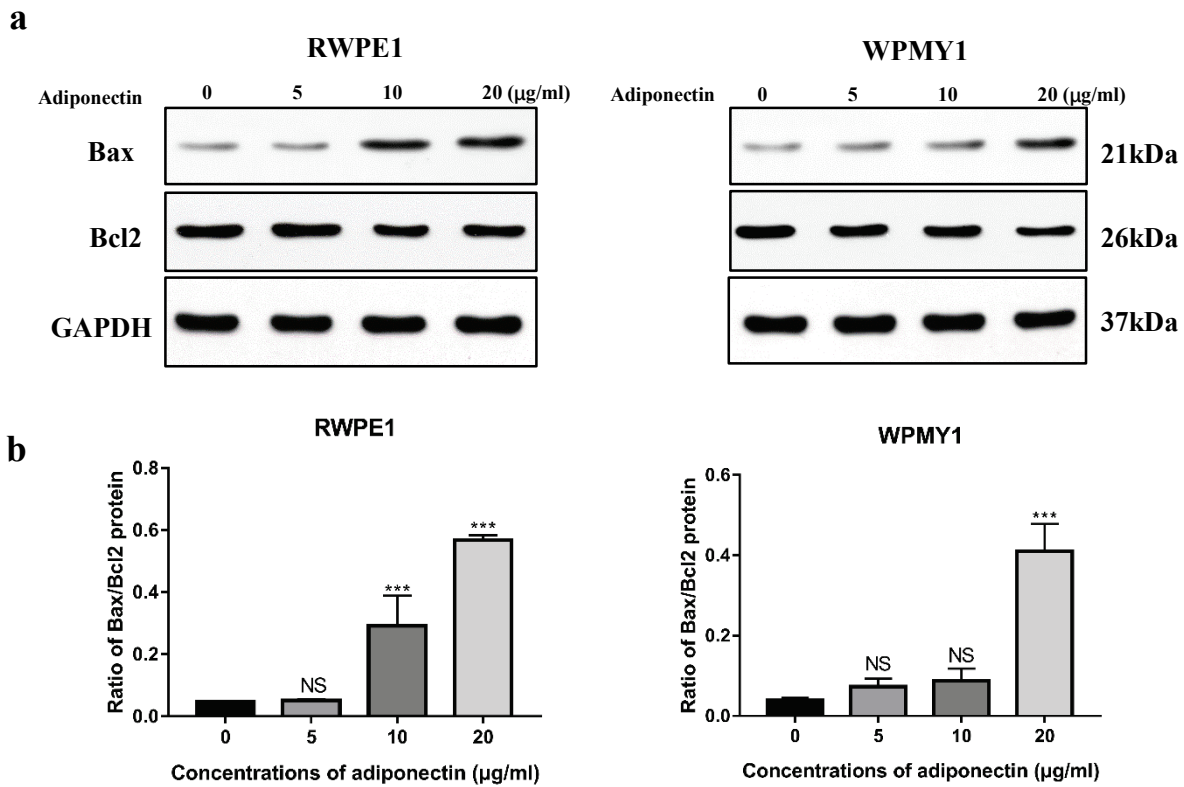 a
RWPE1
WPMY1
Adiponectin 0 5 10 20 (μg/ml)
Adiponectin 0 5 10 20 (μg/ml)
Bax
21kDa
Bcl2
26kDa
GAPDH
37kDa
b
RWPE1
WPMY1
Ratio of Bax/Bcl2 protein
0.8
0.6
0.4
0.2
0.0
NS
***
***
0 5 10 20
Concentrations of adiponectin (μg/ml)
Ratio of Bax/Bcl2 protein
0.6
0.4
0.2
0.0
NS
NS
***
0 5 10 20
Concentrations of adiponectin (μg/ml)